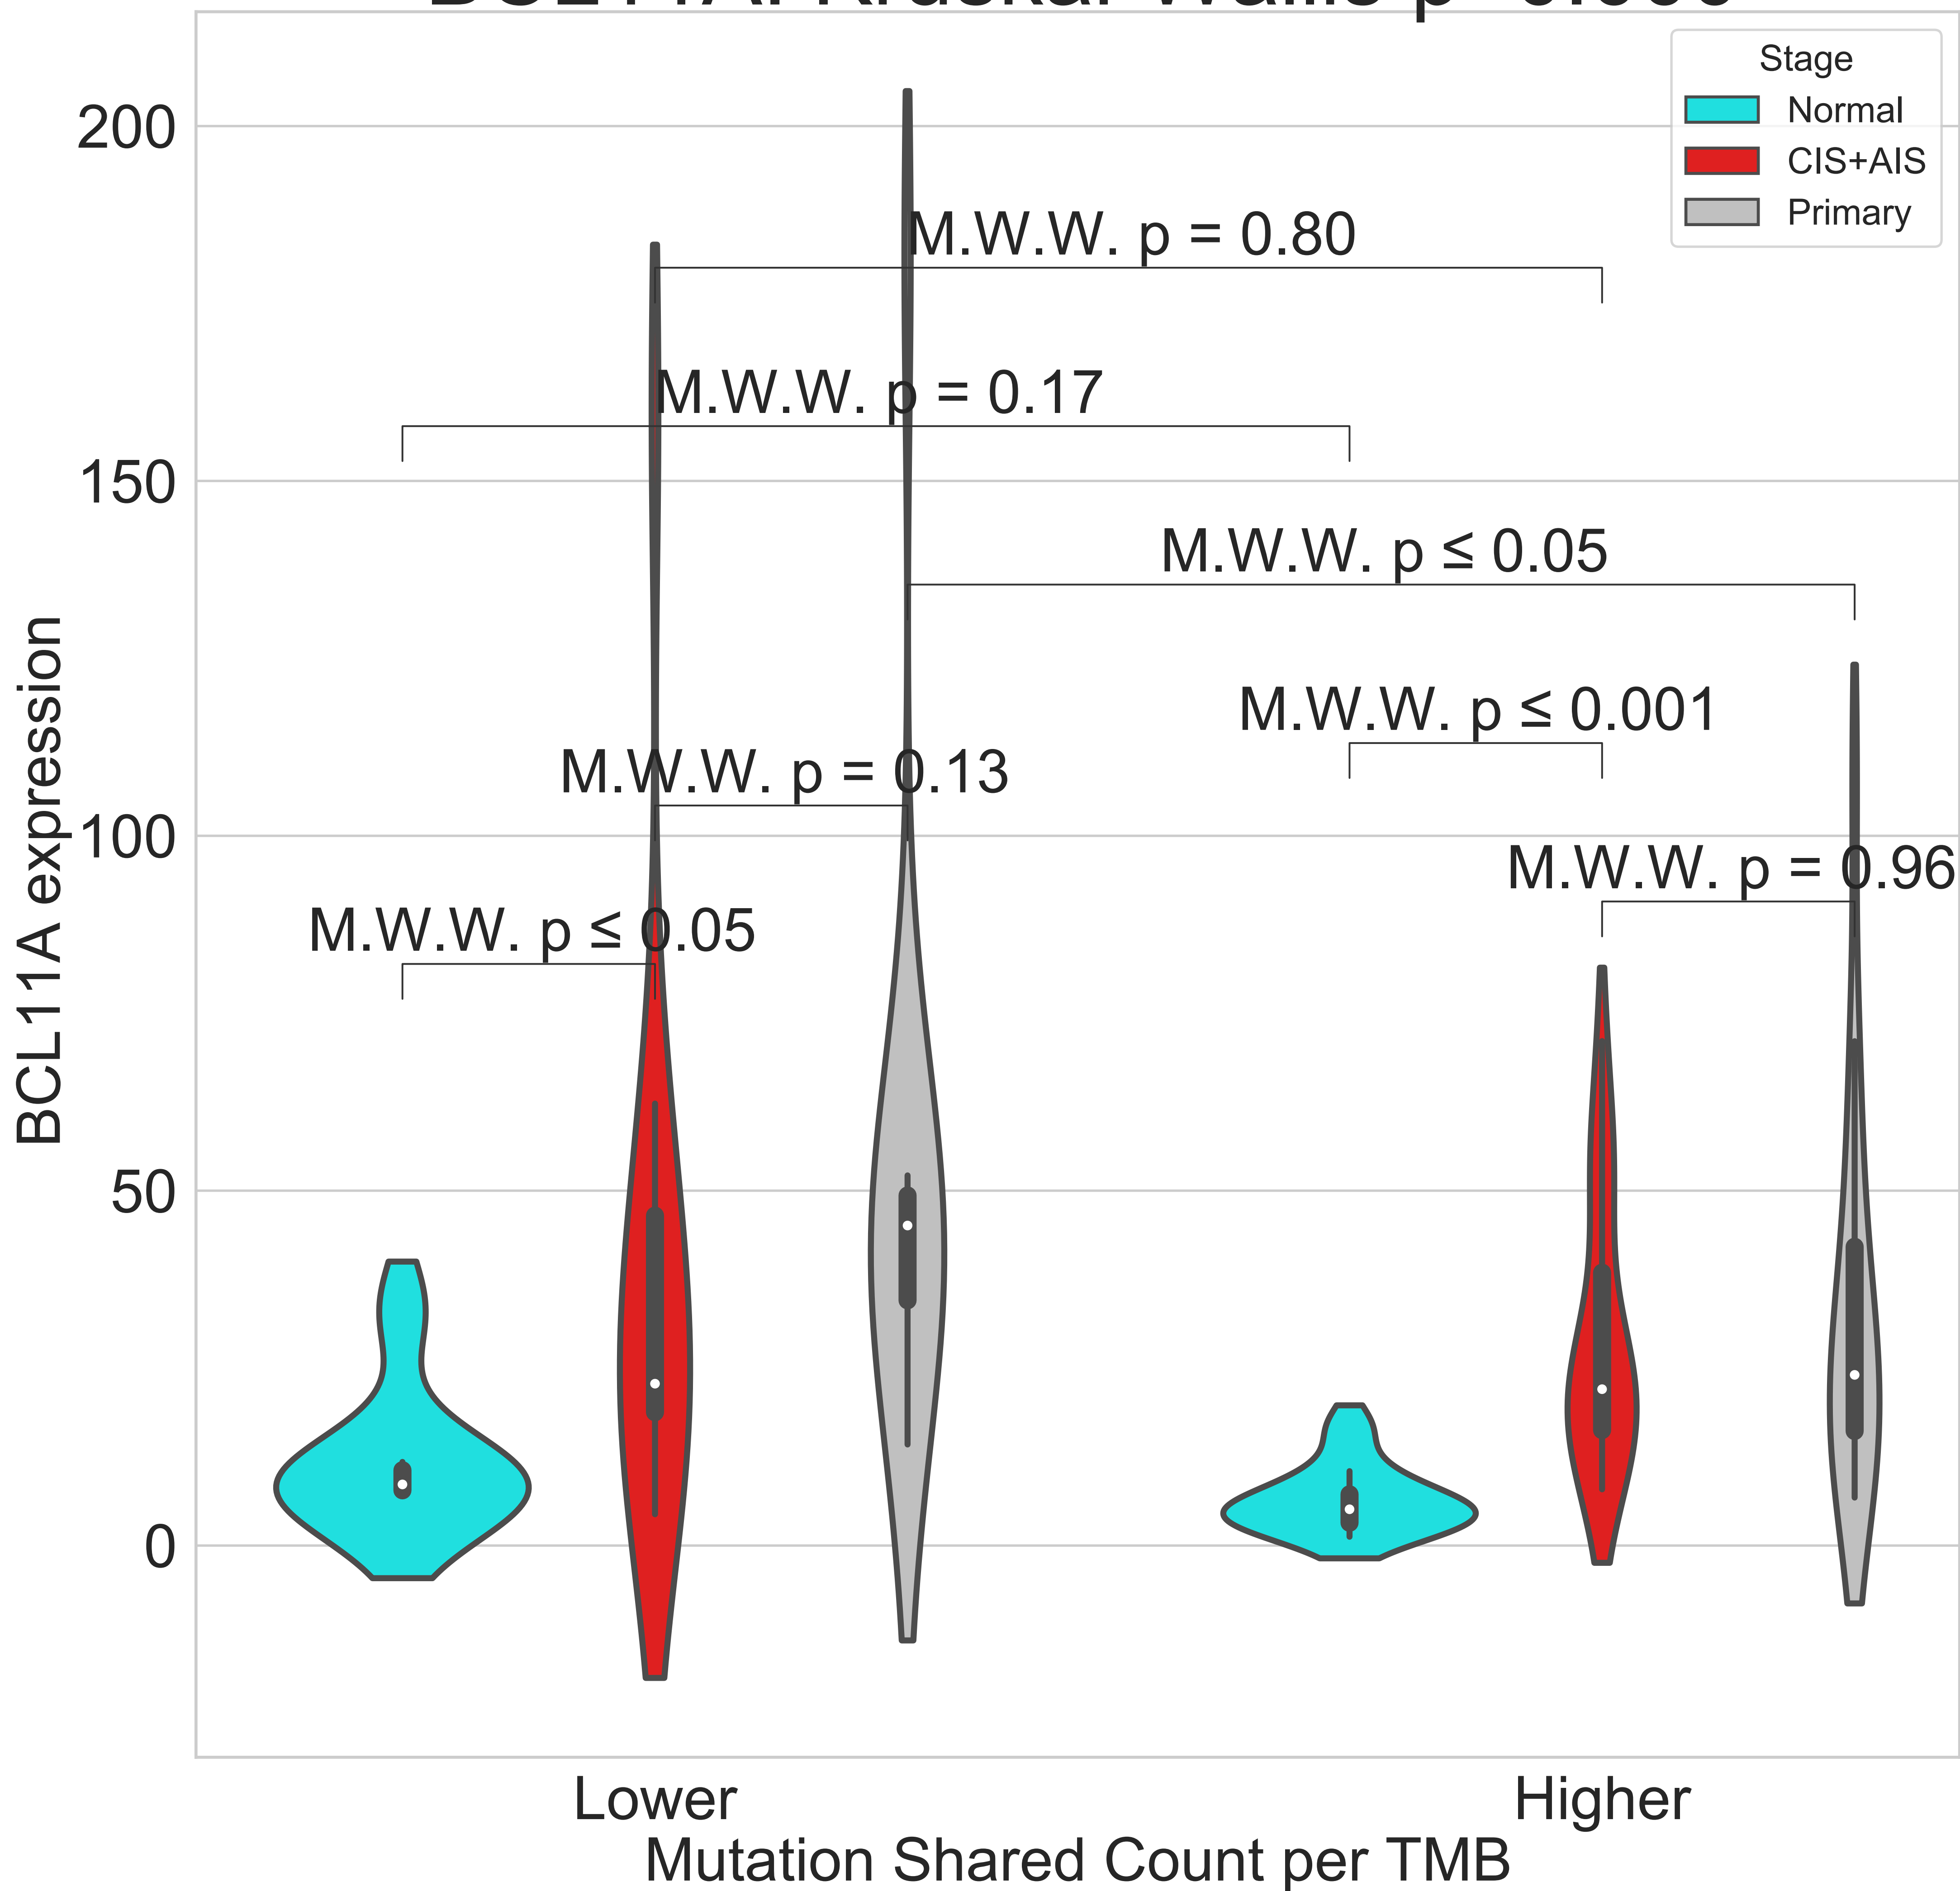 Stage
Normal
CIS+AIS
Primary
200
150
100
50
0
BCL11A expression
M.W.W. p = 0.80
M.W.W. p = 0.17
M.W.W. p ≤ 0.05
M.W.W. p ≤ 0.001
M.W.W. p = 0.13
M.W.W. p = 0.96
M.W.W. p ≤ 0.05
Lower
Higher
Mutation Shared Count per TMB